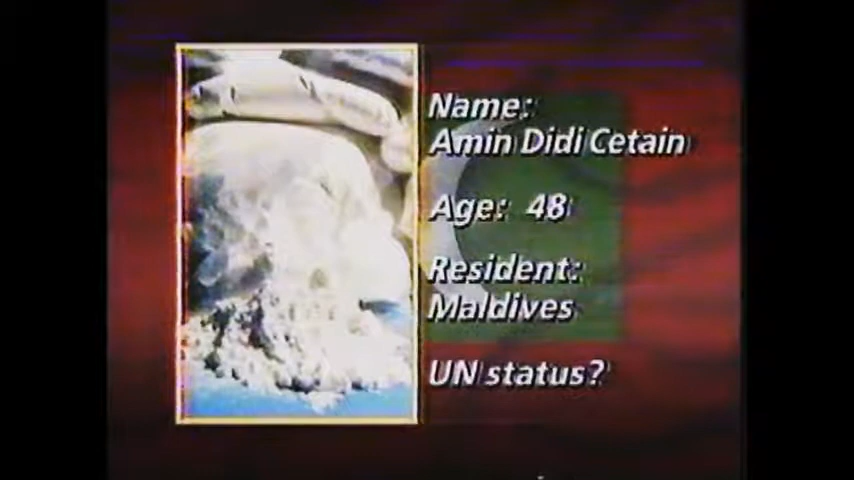 Name:
Amin Didi Cetain
Age: 48
Resident:
Maldives
UN status?